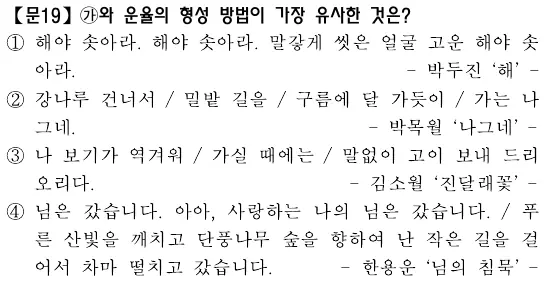 【문19】 ㉮와 운율의 형성 방법이 가장 유사한 것은?
① 해야 솟아라. 해야 솟아라. 말갛게 씻은 얼굴 고운 해야 솟
아라. - 박두진 ‘해’ -
② 강나루 건너서 / 밀밭 길을 / 구름에 달 가듯이 / 가는 나
그네. - 박목월 ‘나그네’ -
③ 나 보기가 역겨워 / 가실 때에는 / 말없이 고이 보내 드리
오리다. - 김소월 ‘진달래꽃’ -
④ 님은 갔습니다. 아아, 사랑하는 나의 님은 갔습니다. / 푸
른 산빛을 깨치고 단풍나무 숲을 향하여 난 작은 길을 걸
어서 차마 떨치고 갔습니다. - 한용운 ‘님의 침묵’ -